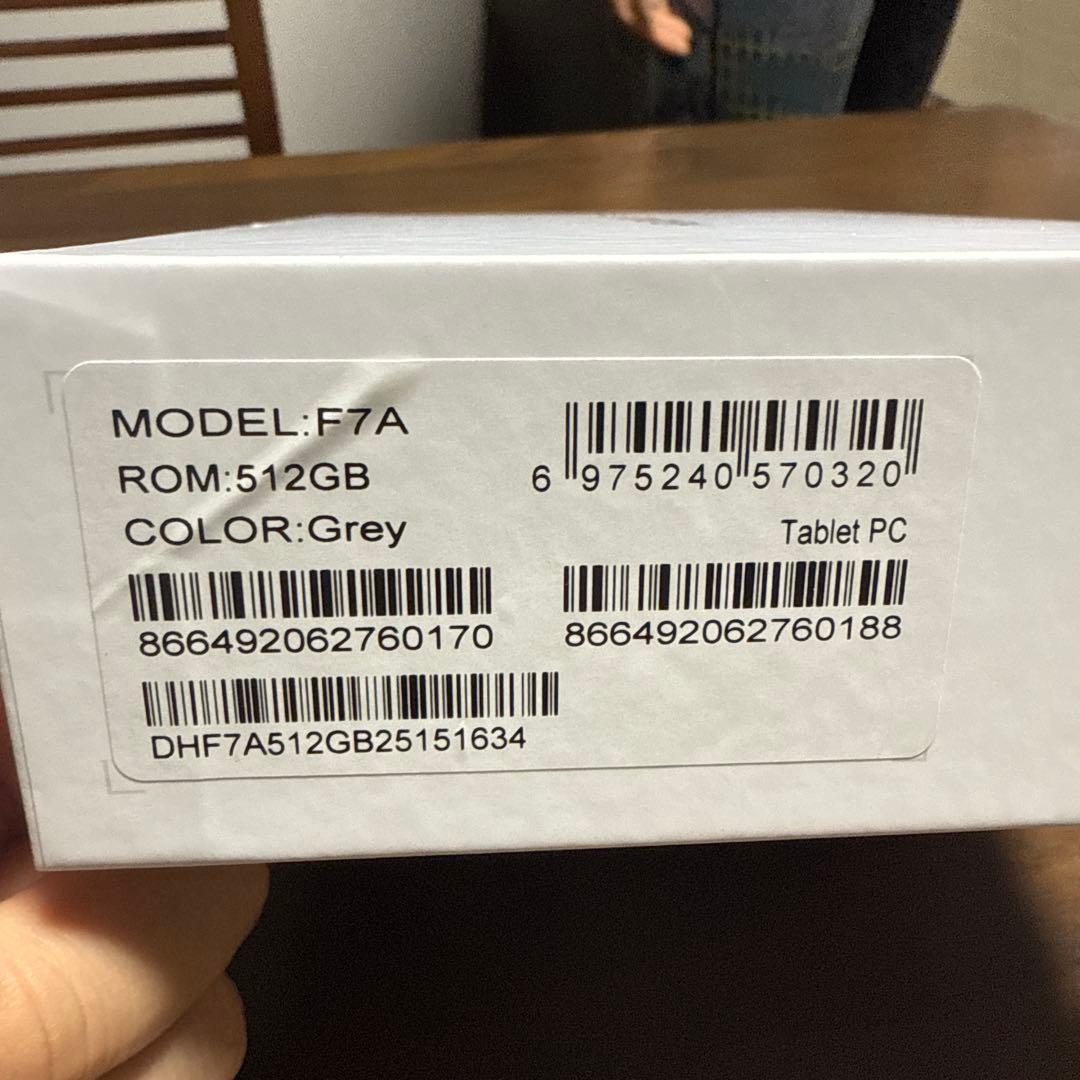 MODEL:F7A
ROM:512GB
COLOR:Grey
6 975240 570320
Tablet PC
866492062760170
866492062760188
DHF7A512GB25151634